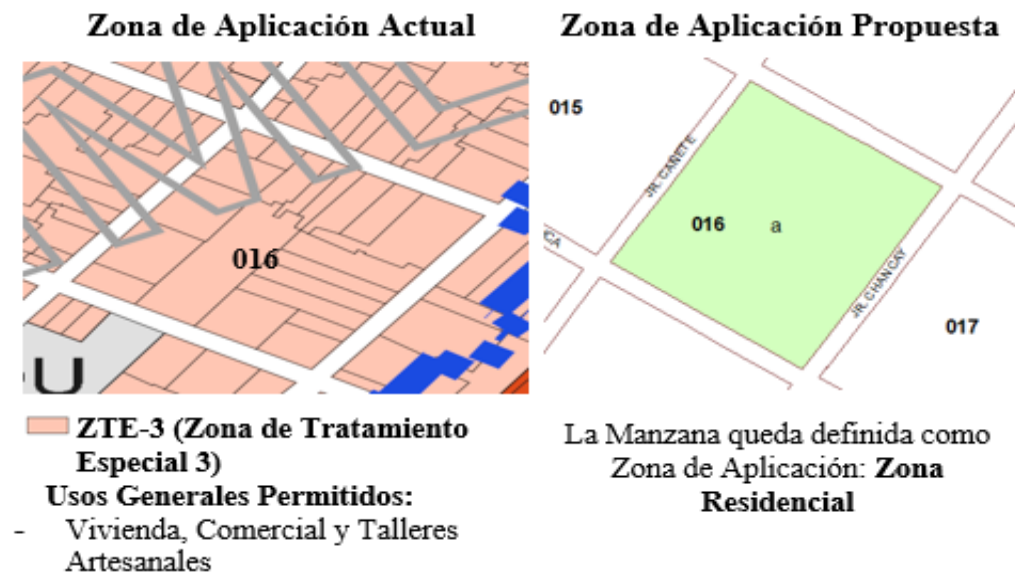 Zona de Aplicación Actual
016
U
ZTE-3 (Zona de Tratamiento
Especial 3)
Usos Generales Permitidos:
- Vivienda, Comercial y Talleres
Artesanales
Zona de Aplicación Propuesta
015
JR. CAÑETE
016 a
CA
JR. CHANCAY
017
La Manzana queda definida como
Zona de Aplicación: Zona
Residencial